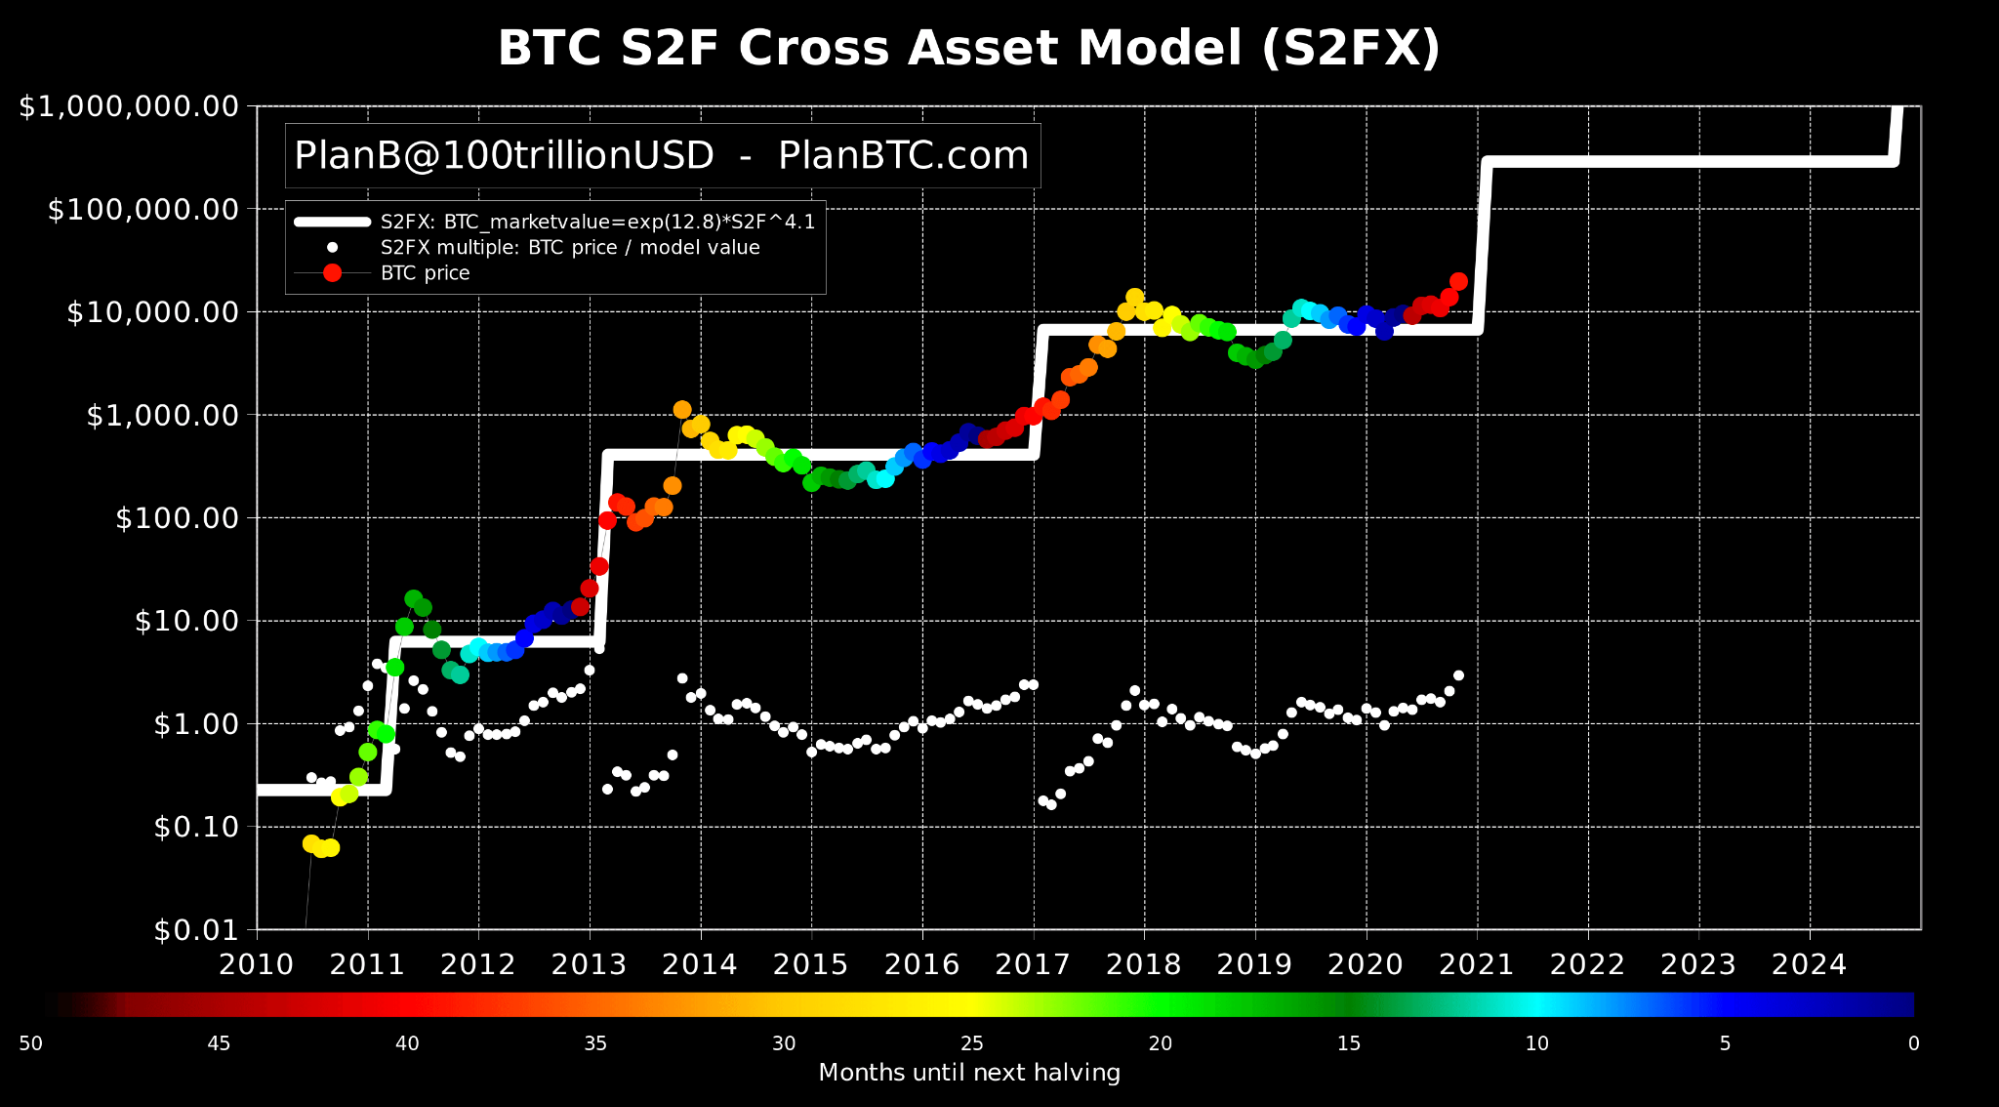 BTC S2F Cross Asset Model (S2FX)
$1,000,000.00
$100,000.00
$10,000.00
$1,000.00
$100.00
$10.00
$1.00
$0.10
$0.01
PlanB@100trillionUSD - PlanBTC.com
S2FX: BTC_marketvalue=exp(12.8)*S2F^4.1
S2FX multiple: BTC price / model value
BTC price
2010 2011 2012 2013 2014 2015 2016 2017 2018 2019 2020 2021 2022 2023 2024
50 45 40 35 30 25 20 15 10 5 0
Months until next halving